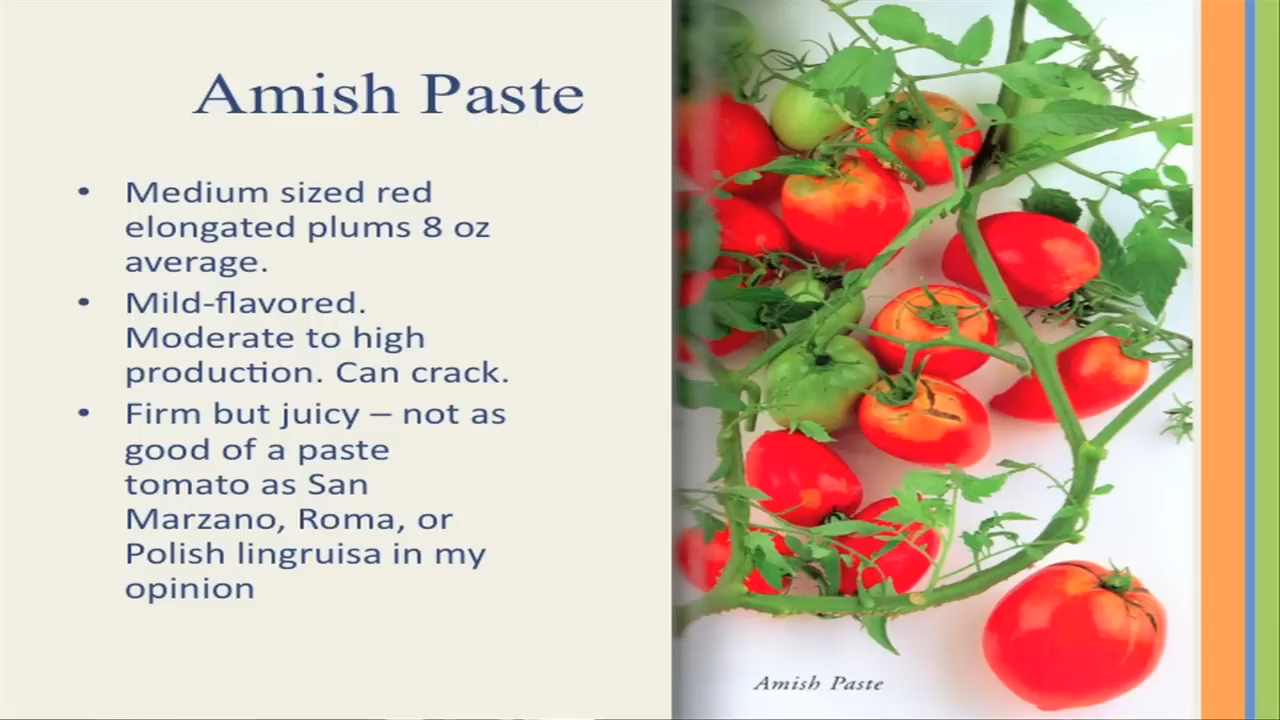 Amish Paste
• Medium sized red
elongated plums 8 oz
average.
• Mild-flavored.
Moderate to high
production. Can crack.
• Firm but juicy – not as
good of a paste
tomato as San
Marzano, Roma, or
Polish lingruisa in my
opinion
Amish Paste